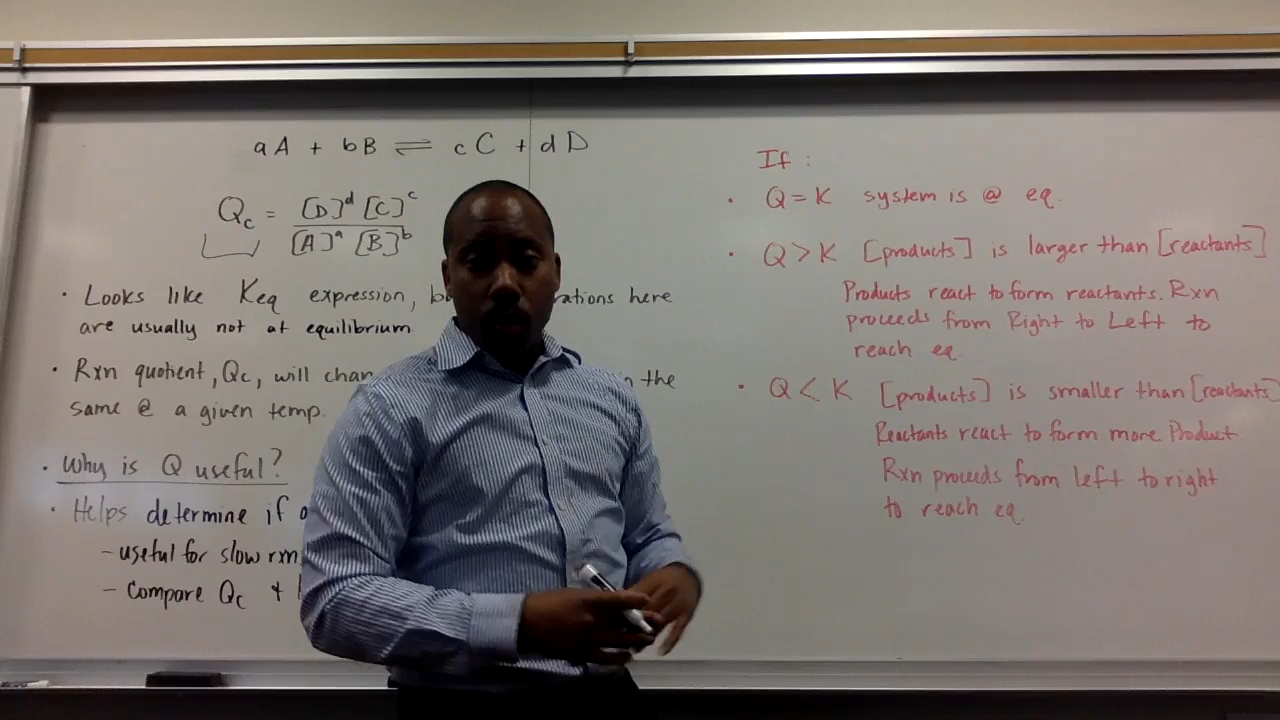 aA + bB ⇌ cC + dD
Qc = [D]^d [C]^c / [A]^a [B]^b
• Looks like Keq expression, here
are usually not at equilibrium
• Rxn quotient, Qc, will the
same @ a given temp.
• Why is Q useful?
• Helps determine if
- useful for slow rxn
- Compare Qc +
If :
• Q = K system is @ eq.
• Q > K [products] is larger than [reactants]
Products react to form reactants. Rxn
proceeds from Right to Left to
reach eq.
• Q < K [products] is smaller than [reactants]
Reactants react to form more Product
Rxn proceeds from left to right
to reach eq.